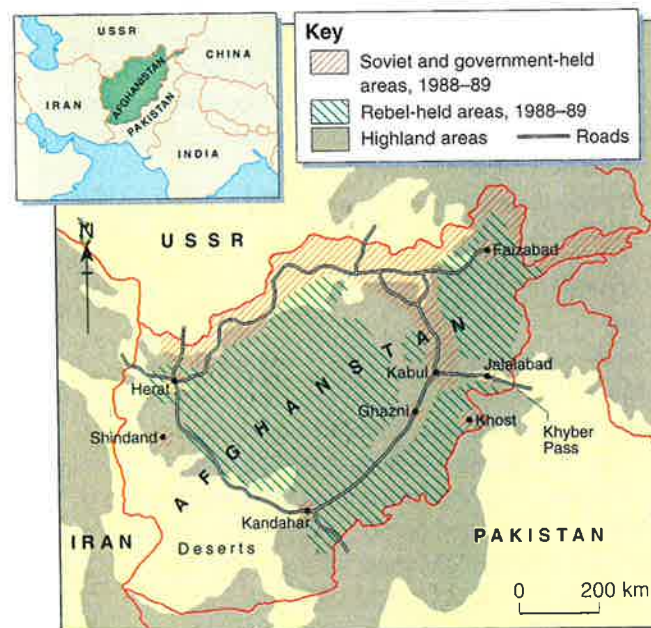 USSR
CHINA
IRAN
AFGHANISTAN
PAKISTAN
INDIA
Key
Soviet and government-held
areas, 1988–89
Rebel-held areas, 1988–89
Highland areas
Roads
N
USSR
Faizabad
AFGHANISTAN
Kabul
Jalalabad
Herat
Ghazni
Khost
Khyber
Pass
Shindand
Kandahar
IRAN
Deserts
PAKISTAN
0 200 km